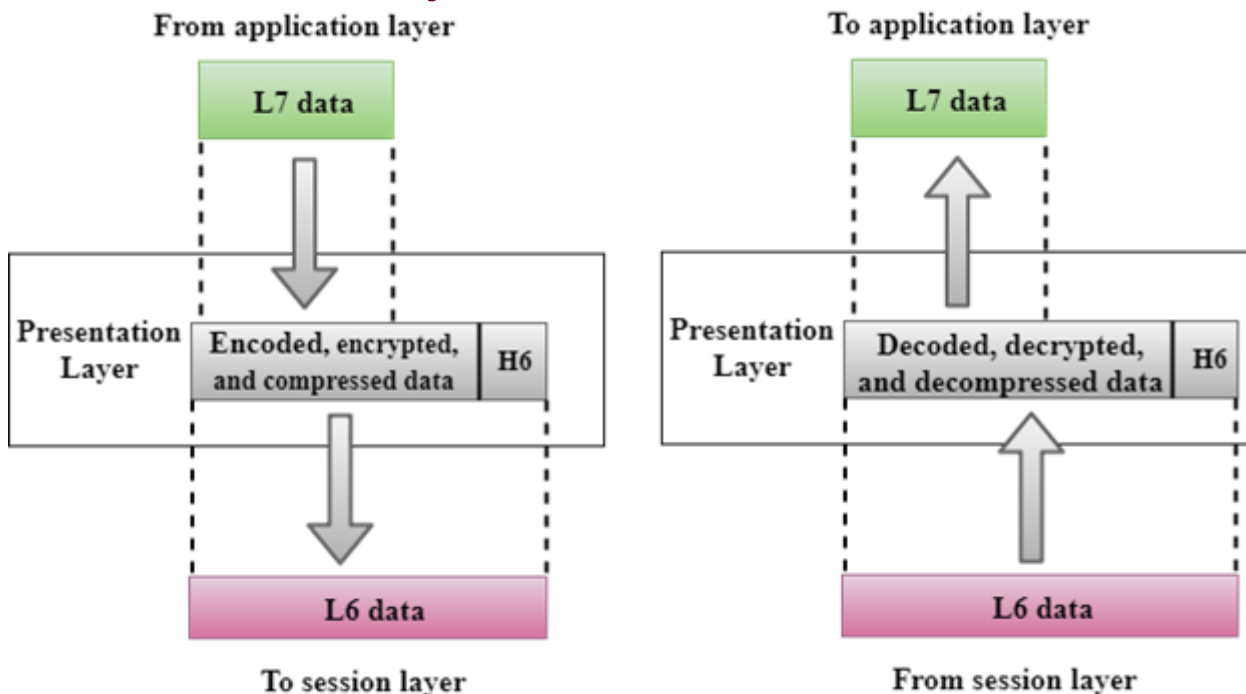 From application layer
L7 data
Presentation
Layer
Encoded, encrypted,
and compressed data
H6
L6 data
To session layer
To application layer
L7 data
Presentation
Layer
Decoded, decrypted,
and decompressed data
H6
L6 data
From session layer